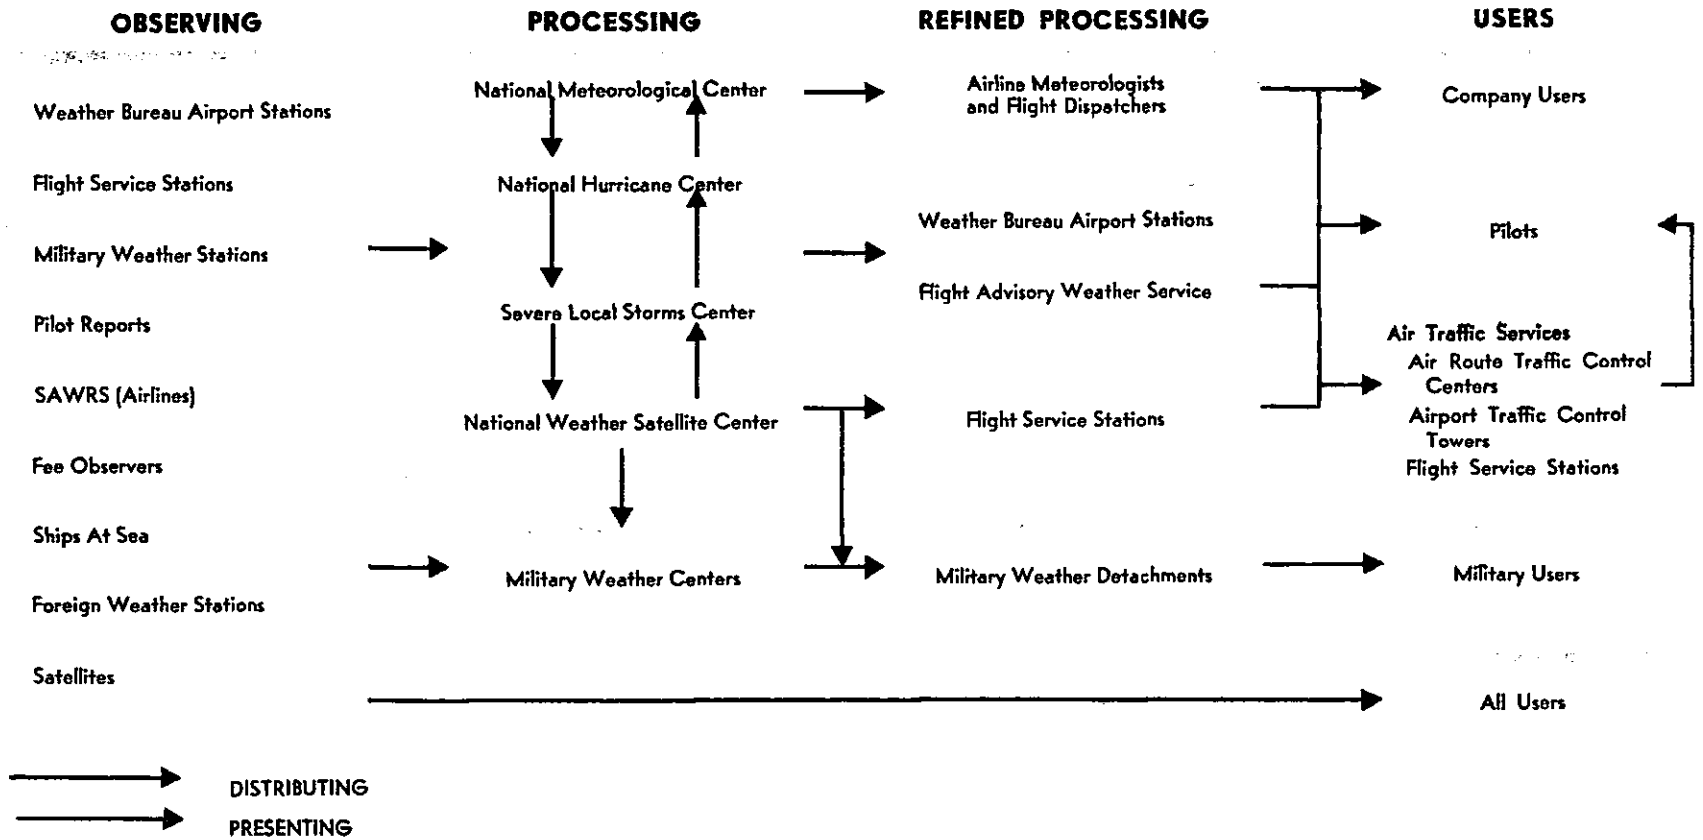 OBSERVING
PROCESSING
REFINED PROCESSING
USERS
Weather Bureau Airport Stations
Flight Service Stations
Military Weather Stations
Pilot Reports
SAWRS (Airlines)
Fee Observers
Ships At Sea
Foreign Weather Stations
Satellites
National Meteorological Center
National Hurricane Center
Severe Local Storms Center
National Weather Satellite Center
Military Weather Centers
Airline Meteorologists
and Flight Dispatchers
Weather Bureau Airport Stations
Flight Advisory Weather Service
Flight Service Stations
Military Weather Detachments
Company Users
Pilots
Air Traffic Services
Air Route Traffic Control
Centers
Airport Traffic Control
Towers
Flight Service Stations
Military Users
All Users
DISTRIBUTING
PRESENTING